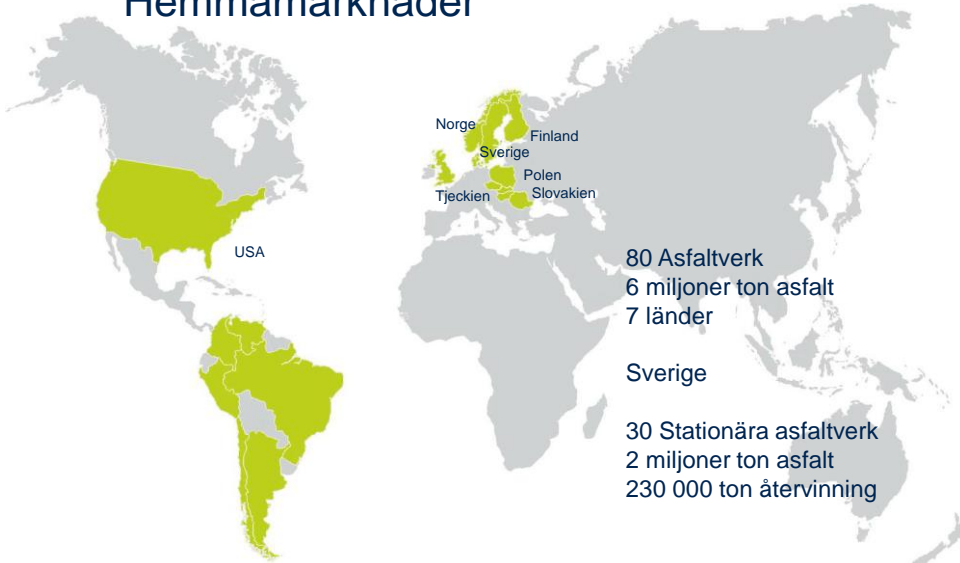 Hemmamarknader
Norge
Finland
Sverige
Polen
Tjeckien
Slovakien
USA
80 Asfaltverk
6 miljoner ton asfalt
7 länder
Sverige
30 Stationära asfaltverk
2 miljoner ton asfalt
230 000 ton återvinning